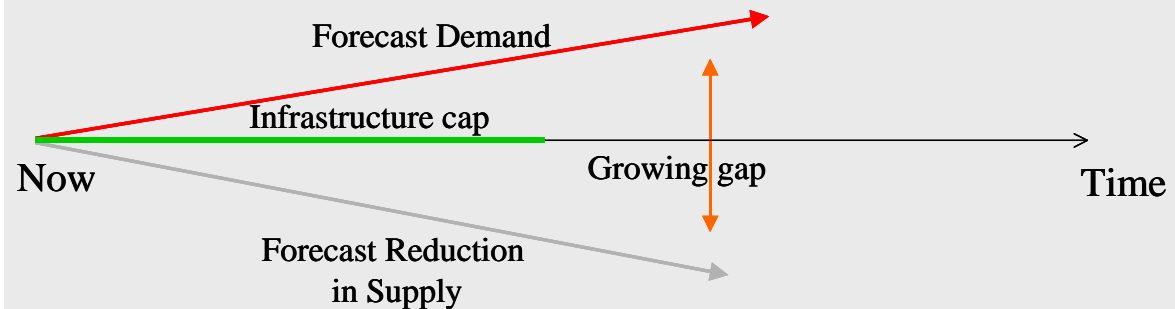 Forecast Demand
Infrastructure cap
Growing gap
Now
Time
Forecast Reduction
in Supply